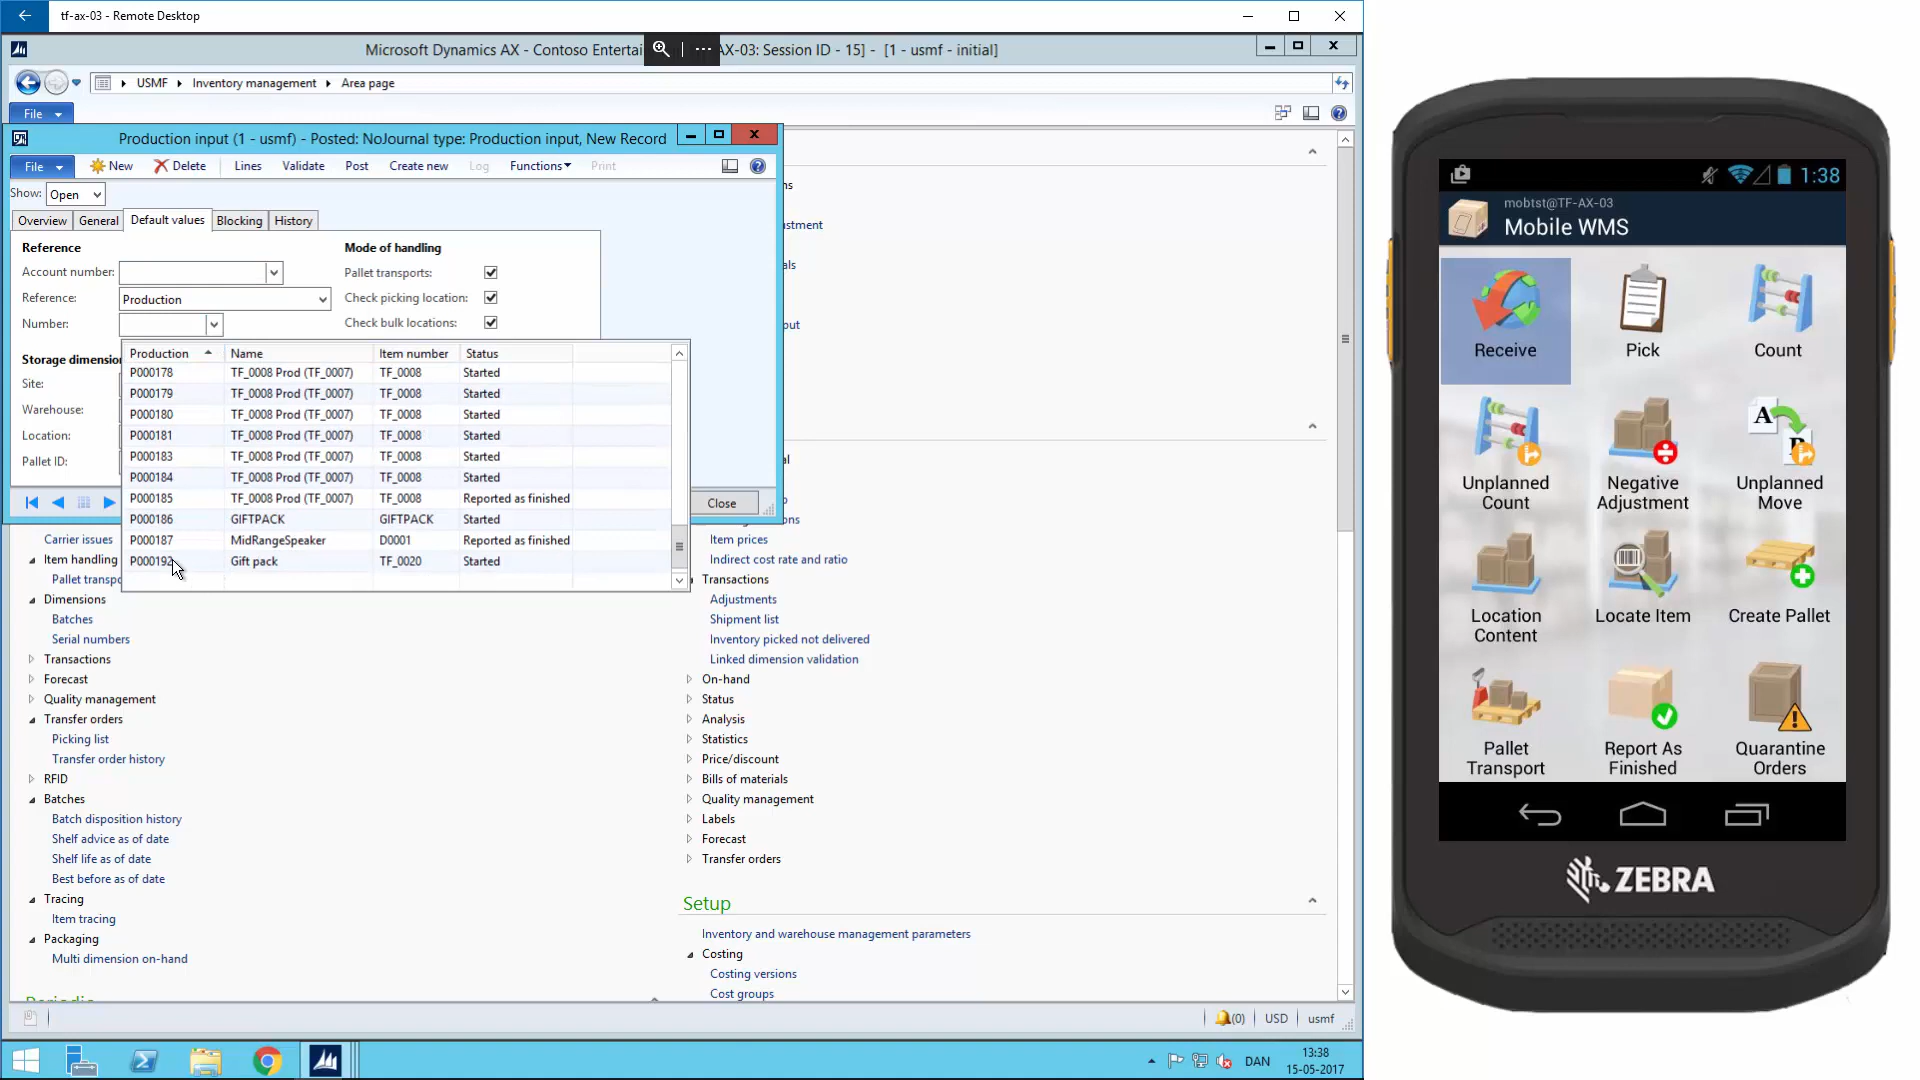 tf-ax-03 - Remote Desktop
Microsoft Dynamics AX - Contoso Entertai
AX-03: Session ID - 15] - [1 - usmf - initial]
USMF
Inventory management
Area page
File
Production input (1 - usmf) - Posted: NoJournal type: Production input, New Record
File
New
Delete
Lines
Validate
Post
Create new
Log
Functions
Print
Show: Open
Overview
General
Default values
Blocking
History
Reference
Account number:
Reference: Production
Number:
Mode of handling
Pallet transports:
Check picking location:
Check bulk locations:
Storage dimension
Site:
Warehouse:
Location:
Pallet ID:
Production Name Item number Status
P000178 TF_0008 Prod (TF_0007) TF_0008 Started
P000179 TF_0008 Prod (TF_0007) TF_0008 Started
P000180 TF_0008 Prod (TF_0007) TF_0008 Started
P000181 TF_0008 Prod (TF_0007) TF_0008 Started
P000183 TF_0008 Prod (TF_0007) TF_0008 Started
P000184 TF_0008 Prod (TF_0007) TF_0008 Started
P000185 TF_0008 Prod (TF_0007) TF_0008 Reported as finished
P000186 GIFTPACK GIFTPACK Started
P000187 MidRangeSpeaker D0001 Reported as finished
P000192 Gift pack TF_0020 Started
Close
Carrier issues
Item handling
Pallet transpo
Dimensions
Batches
Serial numbers
Transactions
Forecast
Quality management
Transfer orders
Picking list
Transfer order history
RFID
Batches
Batch disposition history
Shelf advice as of date
Shelf life as of date
Best before as of date
Tracing
Item tracing
Packaging
Multi dimension on-hand
Periodic
ns
stment
als
out
al
o
ons
Item prices
Indirect cost rate and ratio
Transactions
Adjustments
Shipment list
Inventory picked not delivered
Linked dimension validation
On-hand
Status
Analysis
Statistics
Price/discount
Bills of materials
Quality management
Labels
Forecast
Transfer orders
Setup
Inventory and warehouse management parameters
Costing
Costing versions
Cost groups
(0)
USD
usmf
DAN
13:38
15-05-2017
1:38
mobtst@TF-AX-03
Mobile WMS
Receive
Pick
Count
Unplanned Count
Negative Adjustment
A
Unplanned Move
Location Content
Locate Item
Create Pallet
Pallet Transport
Report As Finished
Quarantine Orders
ZEBRA